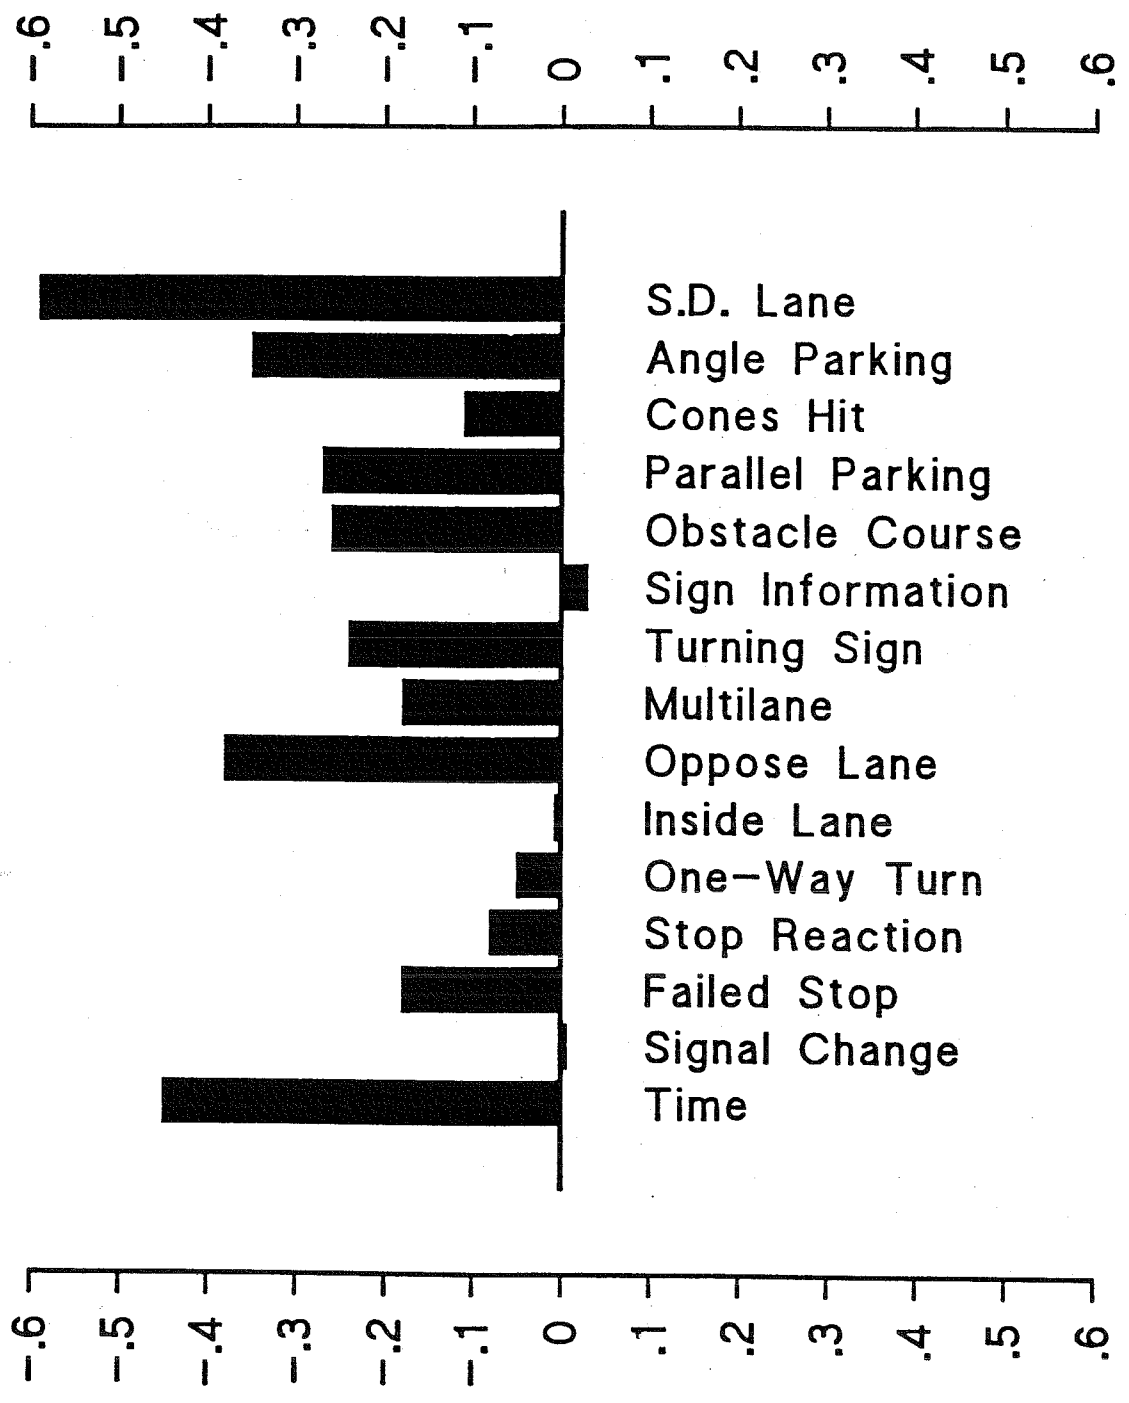 -.6 -.5 -.4 -.3 -.2 -.1 0 .1 .2 .3 .4 .5 .6
S.D. Lane
Angle Parking
Cones Hit
Parallel Parking
Obstacle Course
Sign Information
Turning Sign
Multilane
Oppose Lane
Inside Lane
One-Way Turn
Stop Reaction
Failed Stop
Signal Change
Time
-.6 -.5 -.4 -.3 -.2 -.1 0 .1 .2 .3 .4 .5 .6